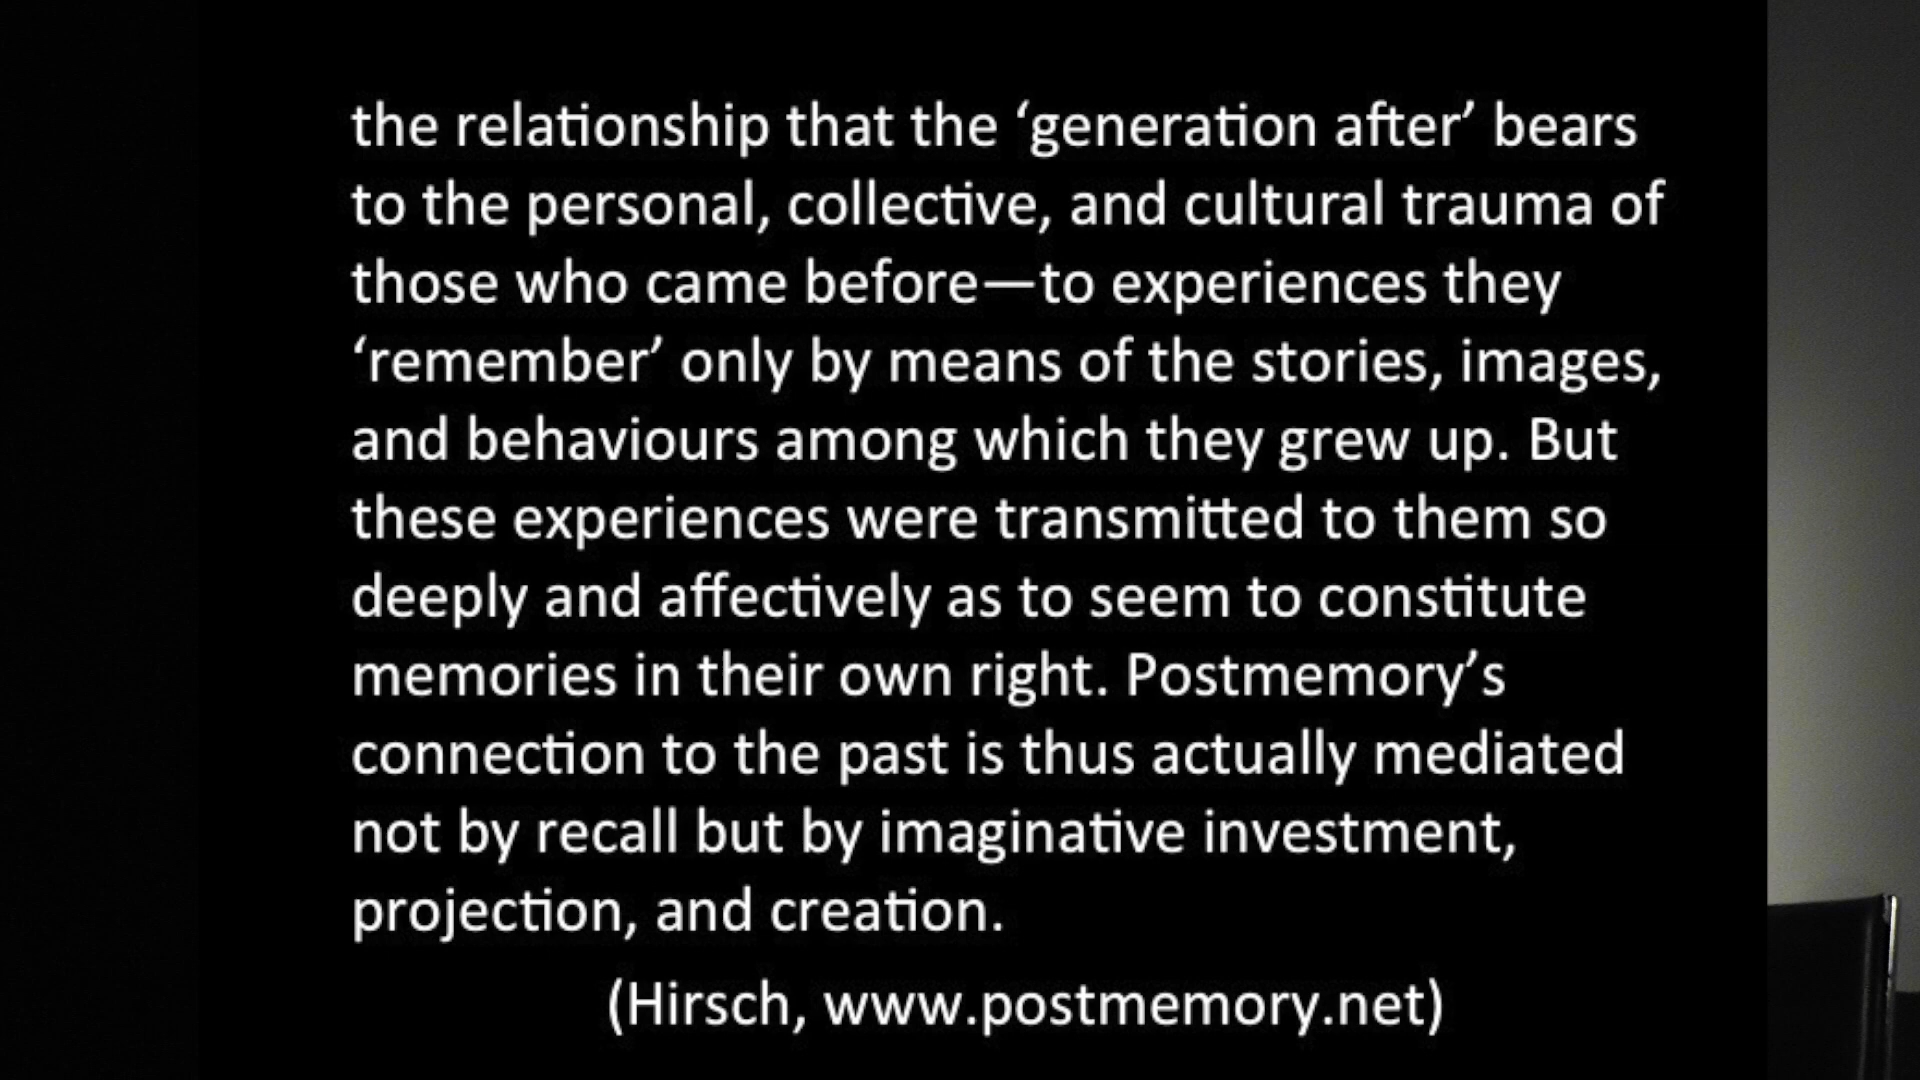 the relationship that the ‘generation after’ bears
to the personal, collective, and cultural trauma of
those who came before—to experiences they
‘remember’ only by means of the stories, images,
and behaviours among which they grew up. But
these experiences were transmitted to them so
deeply and affectively as to seem to constitute
memories in their own right. Postmemory’s
connection to the past is thus actually mediated
not by recall but by imaginative investment,
projection, and creation.
(Hirsch, www.postmemory.net)